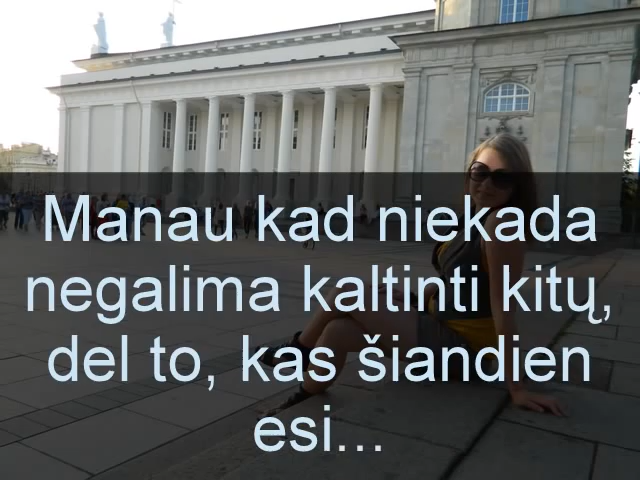 Manau kad niekada
negalima kaltinti kitų,
del to, kas šiandien
esi...